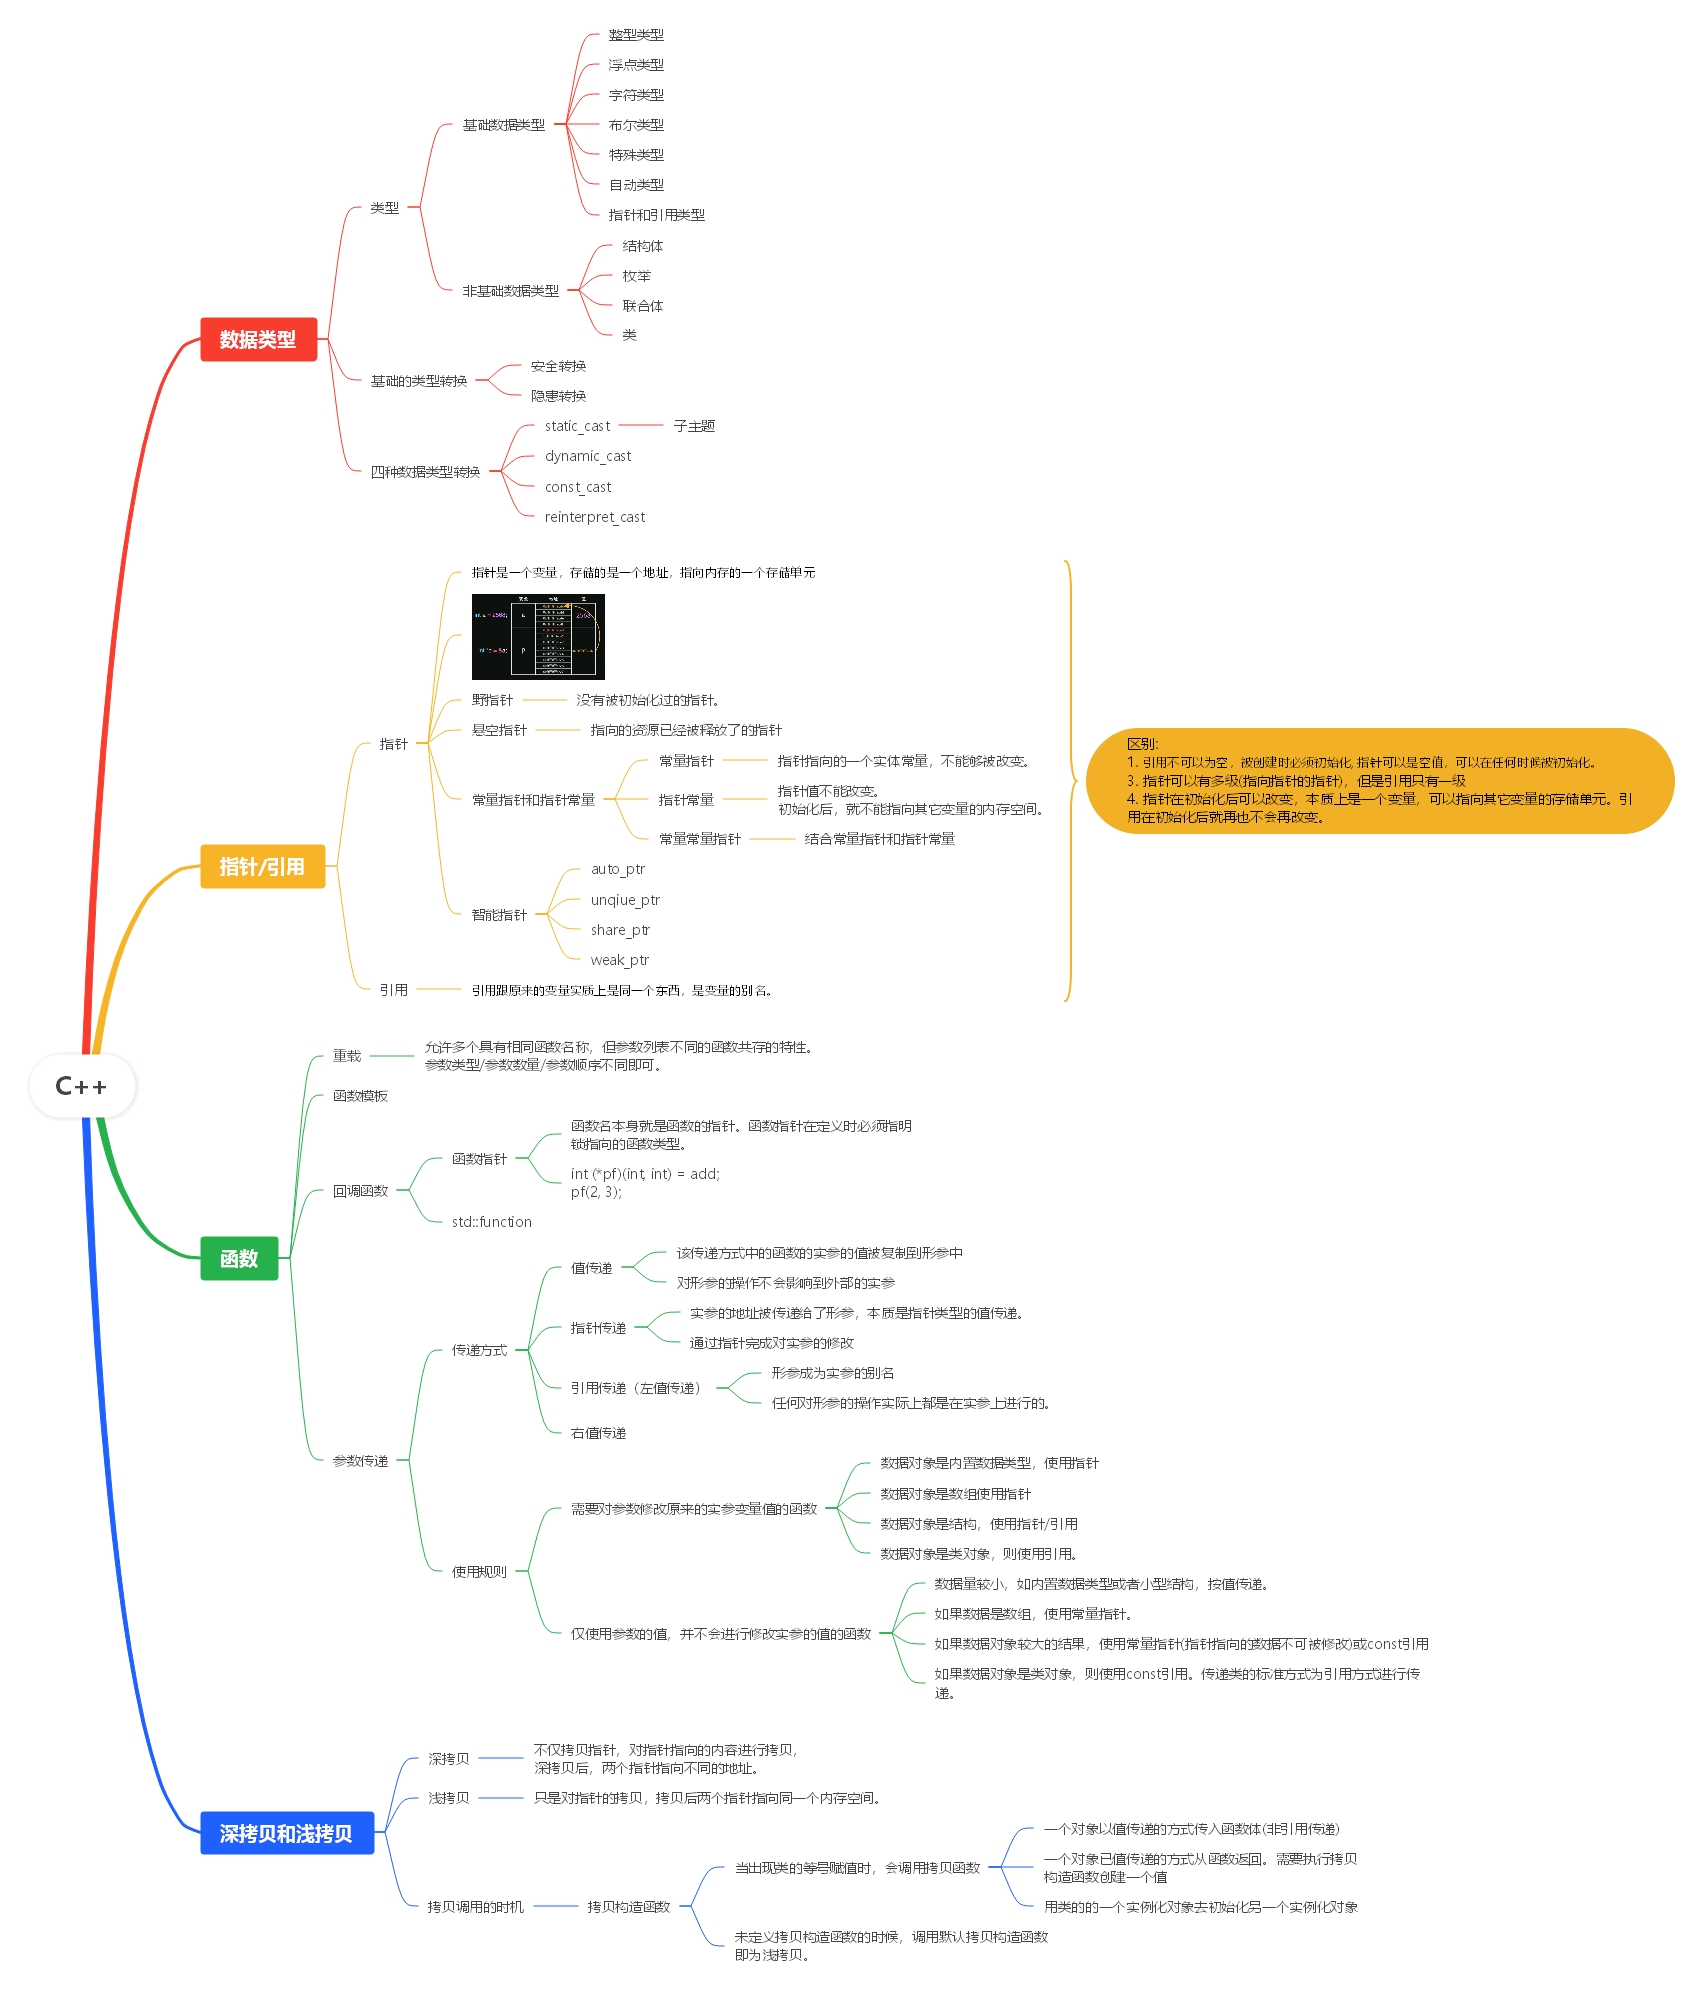 C++
数据类型
类型
基础数据类型
整型类型
浮点类型
字符类型
布尔类型
特殊类型
自动类型
指针和引用类型
非基础数据类型
结构体
枚举
联合体
类
基础的类型转换
安全转换
隐患转换
四种数据类型转换
static_cast
子主题
dynamic_cast
const_cast
reinterpret_cast
指针/引用
指针
指针是一个变量，存储的是一个地址，指向内存的一个存储单元
int a = 2568;
a
2568
int *p = &a;
p
野指针
没有被初始化过的指针。
悬空指针
指向的资源已经被释放了的指针
常量指针和指针常量
常量指针
指针指向的一个实体常量，不能够被改变。
指针常量
指针值不能改变。
初始化后，就不能指向其它变量的内存空间。
常量常量指针
结合常量指针和指针常量
智能指针
auto_ptr
unqiue_ptr
share_ptr
weak_ptr
引用
引用跟原来的变量实质上是同一个东西，是变量的别名。
区别:
1. 引用不可以为空，被创建时必须初始化, 指针可以是空值，可以在任何时候被初始化。
3. 指针可以有多级(指向指针的指针)，但是引用只有一级
4. 指针在初始化后可以改变，本质上是一个变量，可以指向其它变量的存储单元。引
用在初始化后就再也不会再改变。
函数
重载
允许多个具有相同函数名称，但参数列表不同的函数共存的特性。
参数类型/参数数量/参数顺序不同即可。
函数模板
回调函数
函数指针
函数名本身就是函数的指针。函数指针在定义时必须指明
锁指向的函数类型。
int (*pf)(int, int) = add;
pf(2, 3);
std::function
参数传递
传递方式
值传递
该传递方式中的函数的实参的值被复制到形参中
对形参的操作不会影响到外部的实参
指针传递
实参的地址被传递给了形参，本质是指针类型的值传递。
通过指针完成对实参的修改
引用传递（左值传递）
形参成为实参的别名
任何对形参的操作实际上都是在实参上进行的。
右值传递
使用规则
需要对参数修改原来的实参变量值的函数
数据对象是内置数据类型，使用指针
数据对象是数组使用指针
数据对象是结构，使用指针/引用
数据对象是类对象，则使用引用。
仅使用参数的值，并不会进行修改实参的值的函数
数据量较小，如内置数据类型或者小型结构，按值传递。
如果数据是数组，使用常量指针。
如果数据对象较大的结果，使用常量指针(指针指向的数据不可被修改)或const引用
如果数据对象是类对象，则使用const引用。传递类的标准方式为引用方式进行传
递。
深拷贝和浅拷贝
深拷贝
不仅拷贝指针，对指针指向的内容进行拷贝，
深拷贝后，两个指针指向不同的地址。
浅拷贝
只是对指针的拷贝，拷贝后两个指针指向同一个内存空间。
拷贝调用的时机
拷贝构造函数
当出现类的等号赋值时，会调用拷贝函数
一个对象以值传递的方式传入函数体(非引用传递)
一个对象已值传递的方式从函数返回。需要执行拷贝
构造函数创建一个值
用类的的一个实例化对象去初始化另一个实例化对象
未定义拷贝构造函数的时候，调用默认拷贝构造函数
即为浅拷贝。